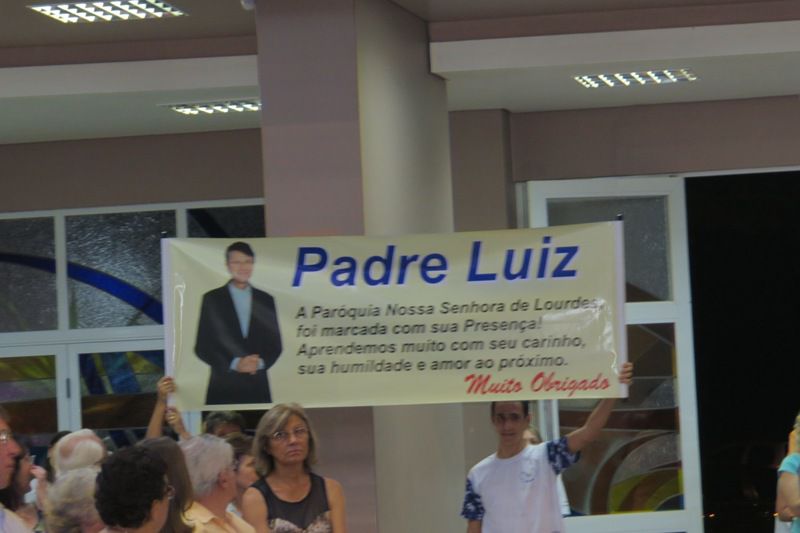 Padre Luiz
A Paróquia Nossa Senhora de Lourdes,
foi marcada com sua Presença!
Aprendemos muito com seu carinho,
sua humildade e amor ao próximo.
Muito Obrigado